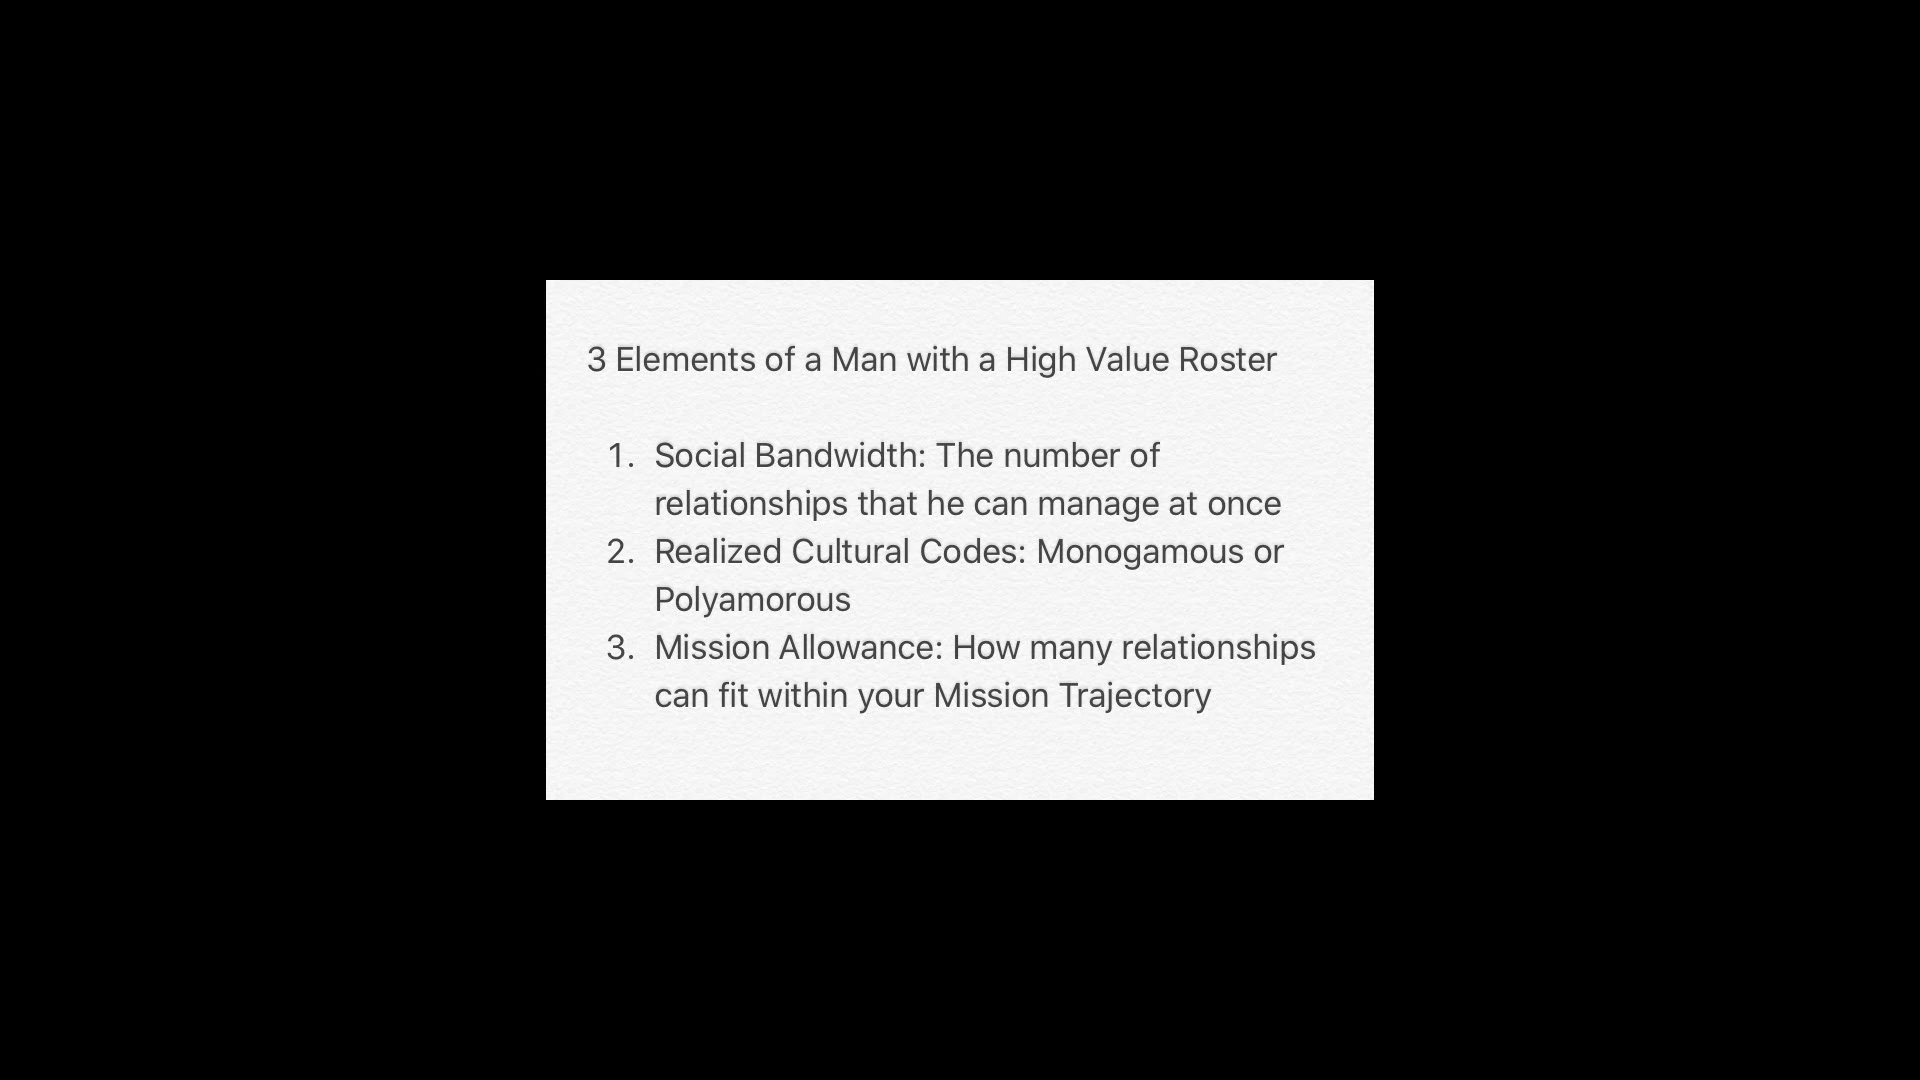 3 Elements of a Man with a High Value Roster
1. Social Bandwidth: The number of
relationships that he can manage at once
2. Realized Cultural Codes: Monogamous or
Polyamorous
3. Mission Allowance: How many relationships
can fit within your Mission Trajectory